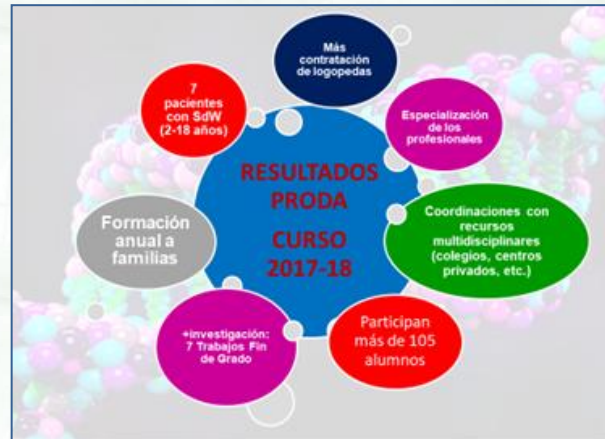 Más
contratación
de logopedas
7
pacientes
con SdW
(2-18 años)
Especialización
de los
profesionales
RESULTADOS
PRODA
CURSO
2017-18
Formación
anual a
familias
Coordinaciones con
recursos
multidisciplinares
(colegios, centros
privados, etc.)
+investigación:
7 Trabajos Fin
de Grado
Participan
más de 105
alumnos